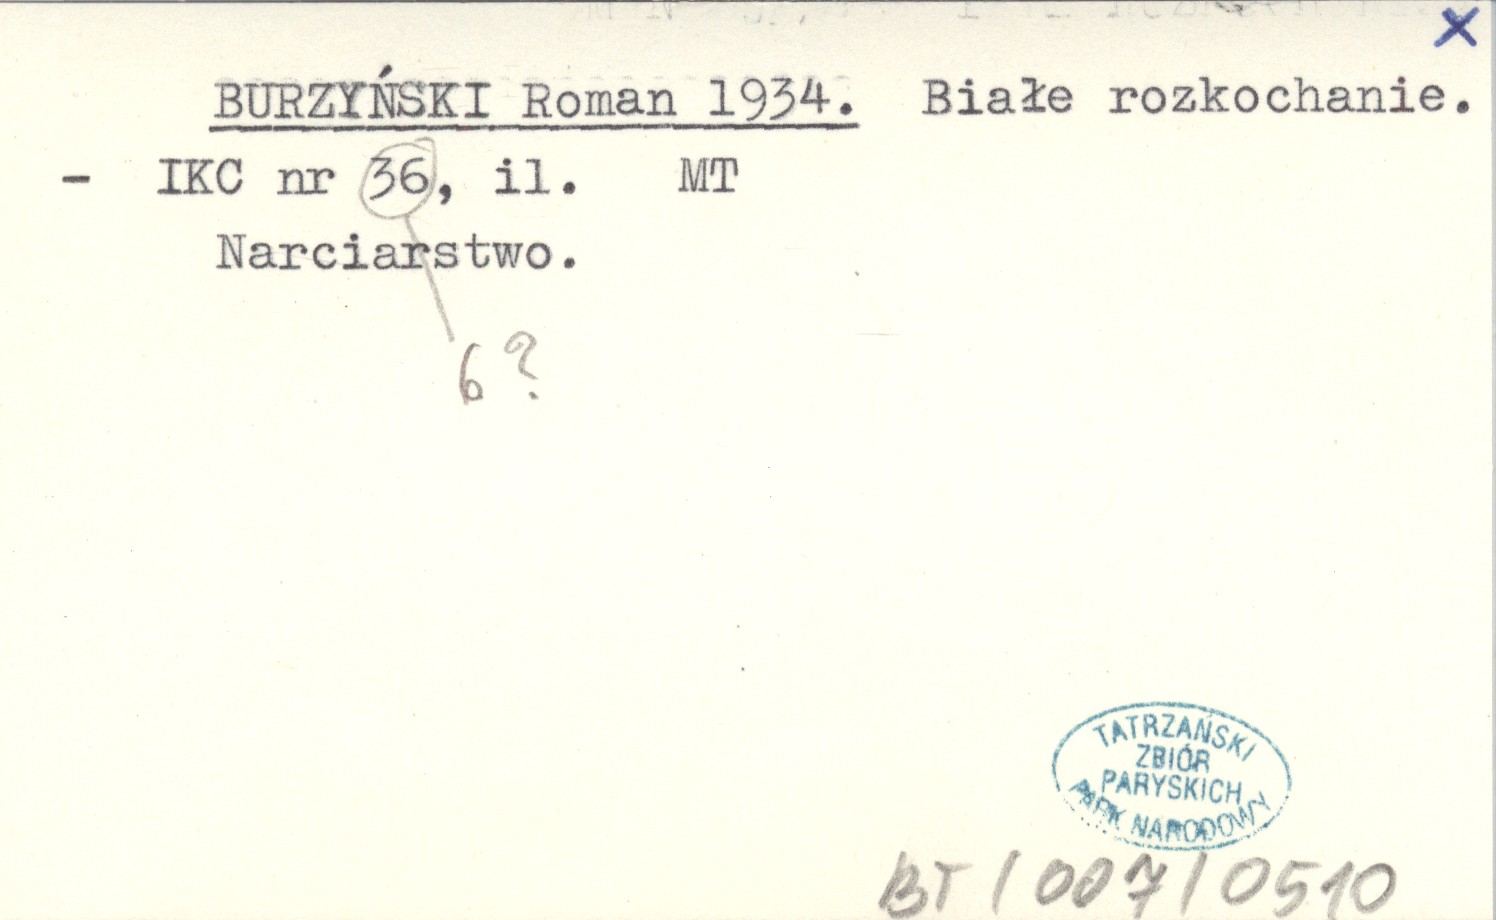 BURZYŃSKI Roman 1934. Białe rozkochanie.
- IKC nr 36, il. MT
Narciarstwo.
6?
TATRZAŃSKI
ZBIÓR
PARYSKICH
PARK NARODOWY
BT/007/0510